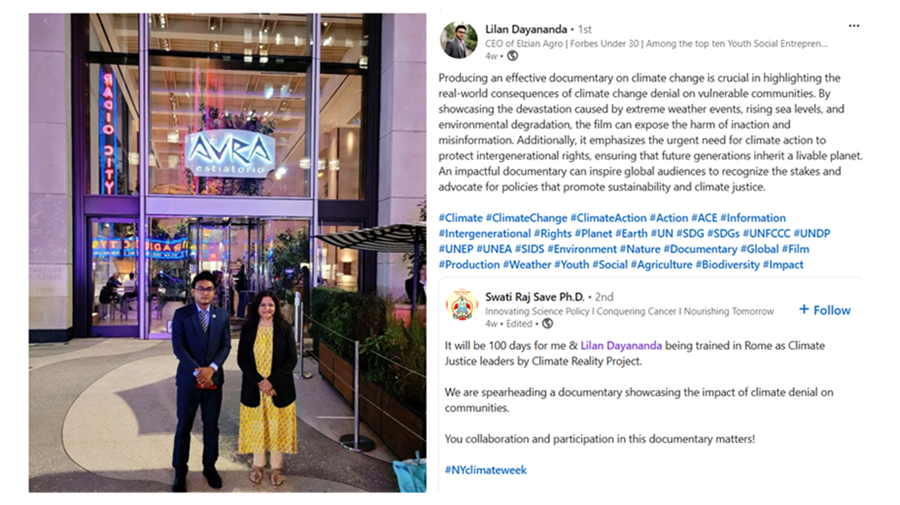 RADIO CITY
AVRA
estiatorio
RADIO CITY
Lilan Dayananda • 1st
CEO of Elzian Agro | Forbes Under 30 | Among the top ten Youth Social Entrepren...
4w •
Producing an effective documentary on climate change is crucial in highlighting the
real-world consequences of climate change denial on vulnerable communities. By
showcasing the devastation caused by extreme weather events, rising sea levels, and
environmental degradation, the film can expose the harm of inaction and
misinformation. Additionally, it emphasizes the urgent need for climate action to
protect intergenerational rights, ensuring that future generations inherit a livable planet.
An impactful documentary can inspire global audiences to recognize the stakes and
advocate for policies that promote sustainability and climate justice.
#Climate #ClimateChange #ClimateAction #Action #ACE #Information
#Intergenerational #Rights #Planet #Earth #UN #SDG #SDGs #UNFCCC #UNDP
#UNEP #UNEA #SIDS #Environment #Nature #Documentary #Global #Film
#Production #Weather #Youth #Social #Agriculture #Biodiversity #Impact
Swati Raj Save Ph.D. • 2nd
Innovating Science Policy I Conquering Cancer I Nourishing Tomorrow
4w • Edited •
+ Follow
It will be 100 days for me & Lilan Dayananda being trained in Rome as Climate
Justice leaders by Climate Reality Project.
We are spearheading a documentary showcasing the impact of climate denial on
communities.
You collaboration and participation in this documentary matters!
#NYclimateweek